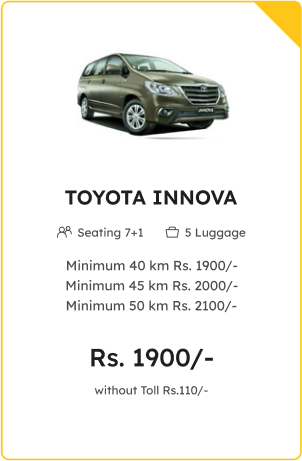 TOYOTA INNOVA
Seating 7+1 5 Luggage
Minimum 40 km Rs. 1900/-
Minimum 45 km Rs. 2000/-
Minimum 50 km Rs. 2100/-
Rs. 1900/-
without Toll Rs.110/-